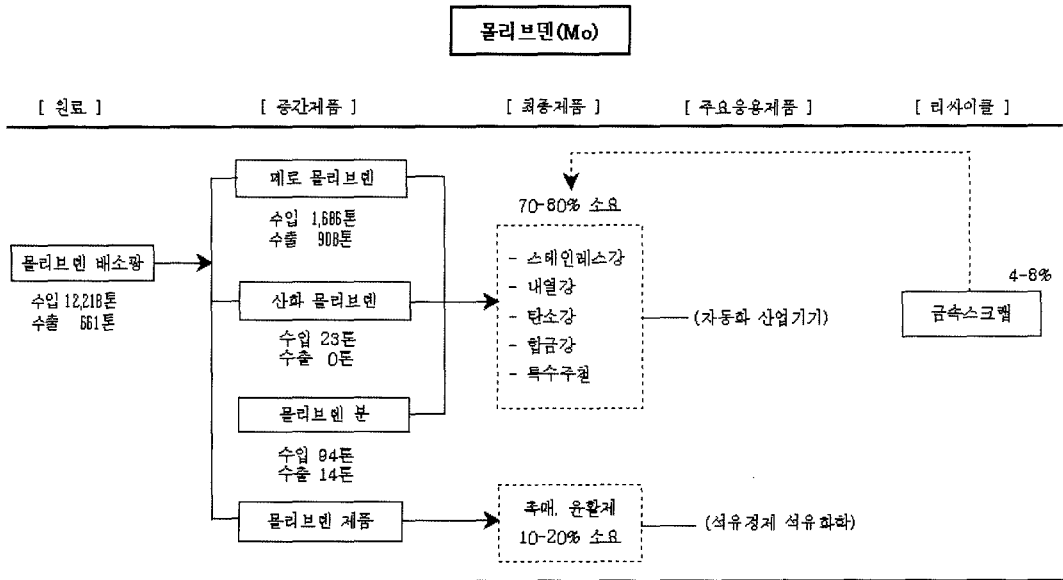 몰리브덴(Mo)
[ 원료 ] [ 중간제품 ] [ 최종제품 ] [ 주요응용제품 ] [ 리싸이클 ]
페로 몰리브덴
수입 1,686톤
수출 908톤
70-80% 소요
몰리브덴 배소광
수입 12,218톤
수출 661톤
산화 몰리브덴
수입 23톤
수출 0톤
- 스테인레스강
- 내열강
- 탄소강
- 합금강
- 특수주철
(자동화 산업기기)
4-8%
금속스크랩
몰리브덴 분
수입 94톤
수출 14톤
몰리브덴 제품
촉매, 윤활제
10-20% 소요
(석유경제 석유화학)